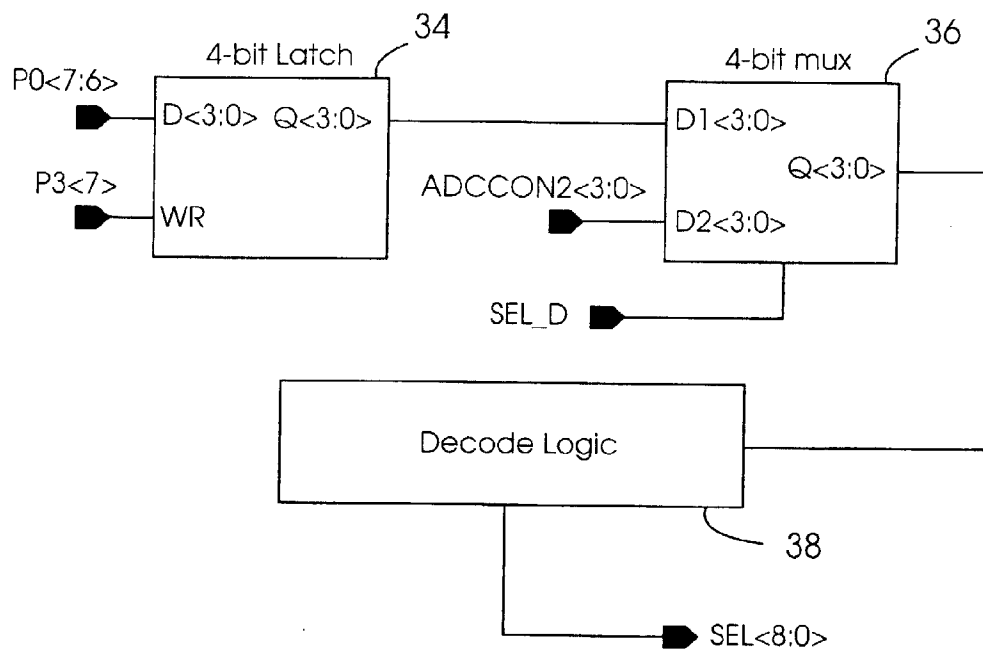 34
36
4-bit Latch
4-bit mux
P0<7:6>
D<3:0> Q<3:0>
D1<3:0>
Q<3:0>
P3<7>
ADCCON2<3:0>
WR
D2<3:0>
SEL_D
Decode Logic
38
SEL<8:0>